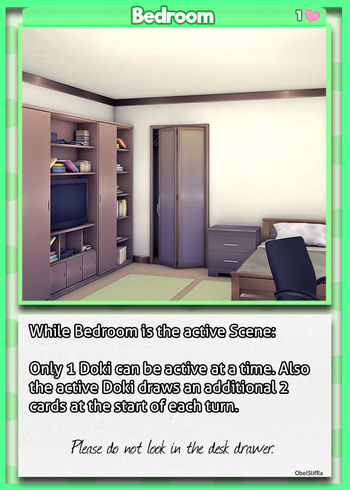 Bedroom
1
While Bedroom is the active Scene:
Only 1 Doki can be active at a time. Also
the active Doki draws an additional 2
cards at the start of each turn.
Please do not look in the desk drawer.
ObelSlifRa